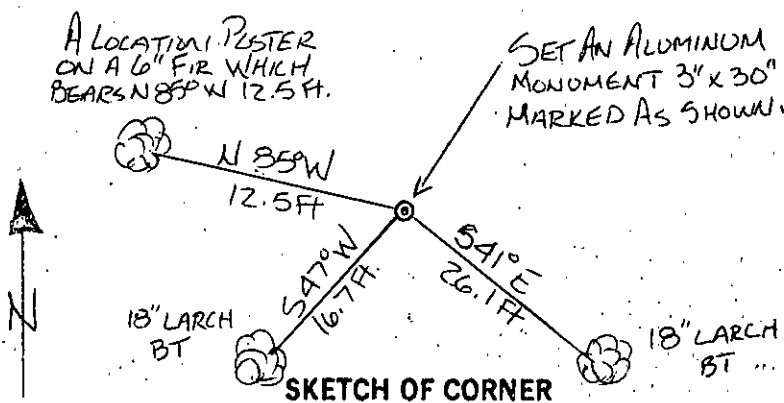 A LOCATION POSTER
ON A 6" FIR WHICH
BEARS N 85° W 12.5 FT.
SET AN ALUMINUM
MONUMENT 3" X 30"
MARKED AS SHOWN.
N 85° W
12.5 Ft
S 47° W
16.7 Ft.
S 41° E
26.1 Ft.
N
18" LARCH
BT
18" LARCH
BT
SKETCH OF CORNER